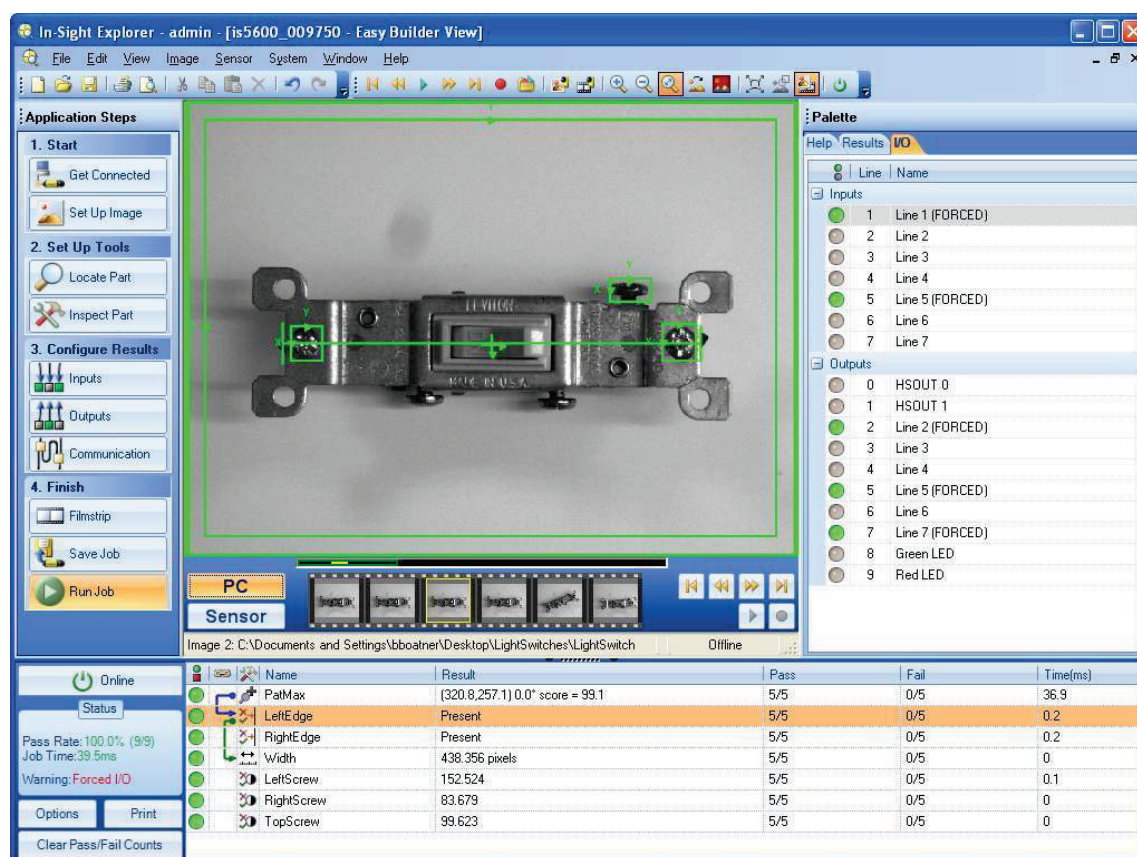 In-Sight Explorer - admin - [is5600_009750 - Easy Builder View]
File Edit View Image Sensor System Window Help
Application Steps
1. Start
Get Connected
Set Up Image
2. Set Up Tools
Locate Part
Inspect Part
3. Configure Results
Inputs
Outputs
Communication
4. Finish
Filmstrip
Save Job
Run Job
Y
X
Y
X
LEVITON
MADE IN U.S.A.
PC
Sensor
Image 2: C:\Documents and Settings\bboatner\Desktop\LightSwitches\LightSwitch Offline
Palette
Help Results I/O
Line Name
Inputs
1 Line 1 (FORCED)
2 Line 2
3 Line 3
4 Line 4
5 Line 5 (FORCED)
6 Line 6
7 Line 7
Outputs
0 HSOUT 0
1 HSOUT 1
2 Line 2 (FORCED)
3 Line 3
4 Line 4
5 Line 5 (FORCED)
6 Line 6
7 Line 7 (FORCED)
8 Green LED
9 Red LED
Online
Status
Pass Rate: 100.0% (9/9)
Job Time: 39.5ms
Warning: Forced I/O
Options Print
Clear Pass/Fail Counts
Name Result Pass Fail Time(ms)
PatMax (320.8,257.1) 0.0° score = 99.1 5/5 0/5 36.9
LeftEdge Present 5/5 0/5 0.2
RightEdge Present 5/5 0/5 0.2
Width 438.356 pixels 5/5 0/5 0
LeftScrew 152.524 5/5 0/5 0.1
RightScrew 83.679 5/5 0/5 0
TopScrew 99.623 5/5 0/5 0